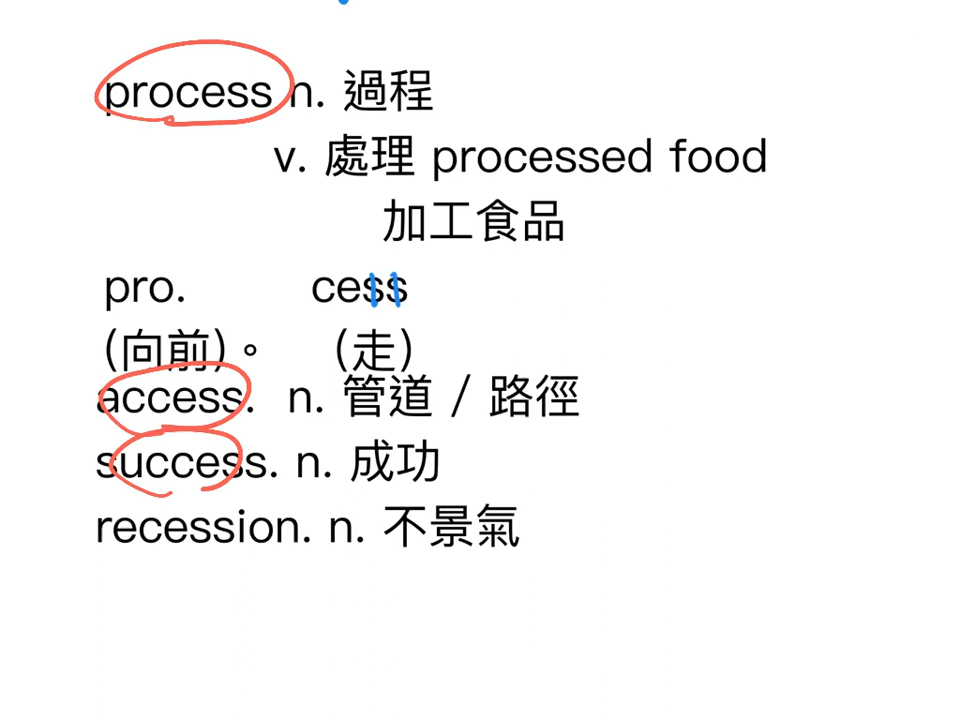 process n. 過程
v. 處理 processed food
加工食品
pro. cess
(向前)。 (走)
access. n. 管道 / 路徑
success. n. 成功
recession. n. 不景氣